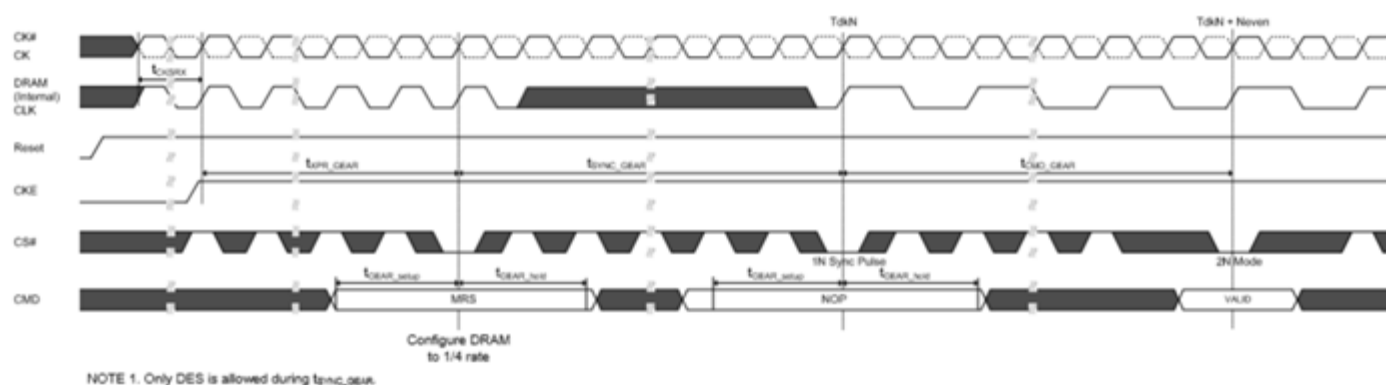 TdkN
TdkN + Neven
CK#
CK
tCKSRX
DRAM
(Internal)
CLK
Reset
tXPR_GEAR
tSYNC_GEAR
tCMD_GEAR
CKE
CS#
1N Sync Pulse
2N Mode
tGEAR_setup
tGEAR_hold
tGEAR_setup
tGEAR_hold
CMD
MRS
NOP
VALID
Configure DRAM
to 1/4 rate
NOTE 1. Only DES is allowed during tSYNC_GEAR.